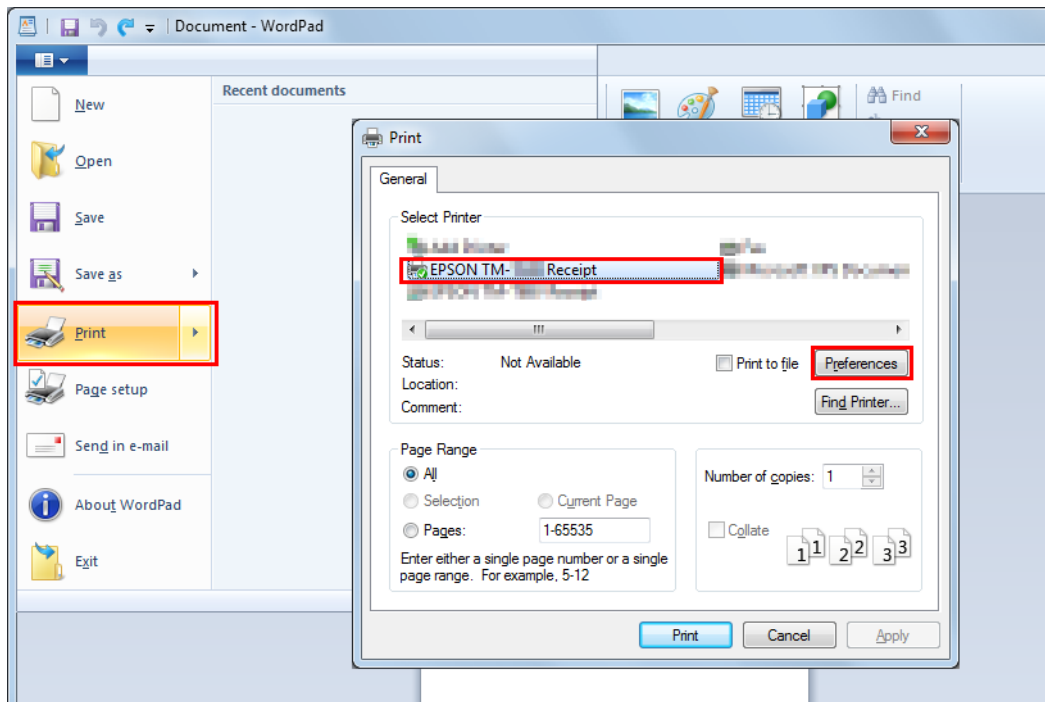 Document - WordPad
Recent documents
New
Open
Save
Save as
Print
Page setup
Send in e-mail
About WordPad
Exit
Find
Print
General
Select Printer
EPSON TM- Receipt
Status: Not Available
Location:
Comment:
Print to file
Preferences
Find Printer...
Page Range
All
Selection
Current Page
Pages: 1-65535
Enter either a single page number or a single
page range. For example, 5-12
Number of copies: 1
Collate
1 1 2 2 3 3
Print Cancel Apply